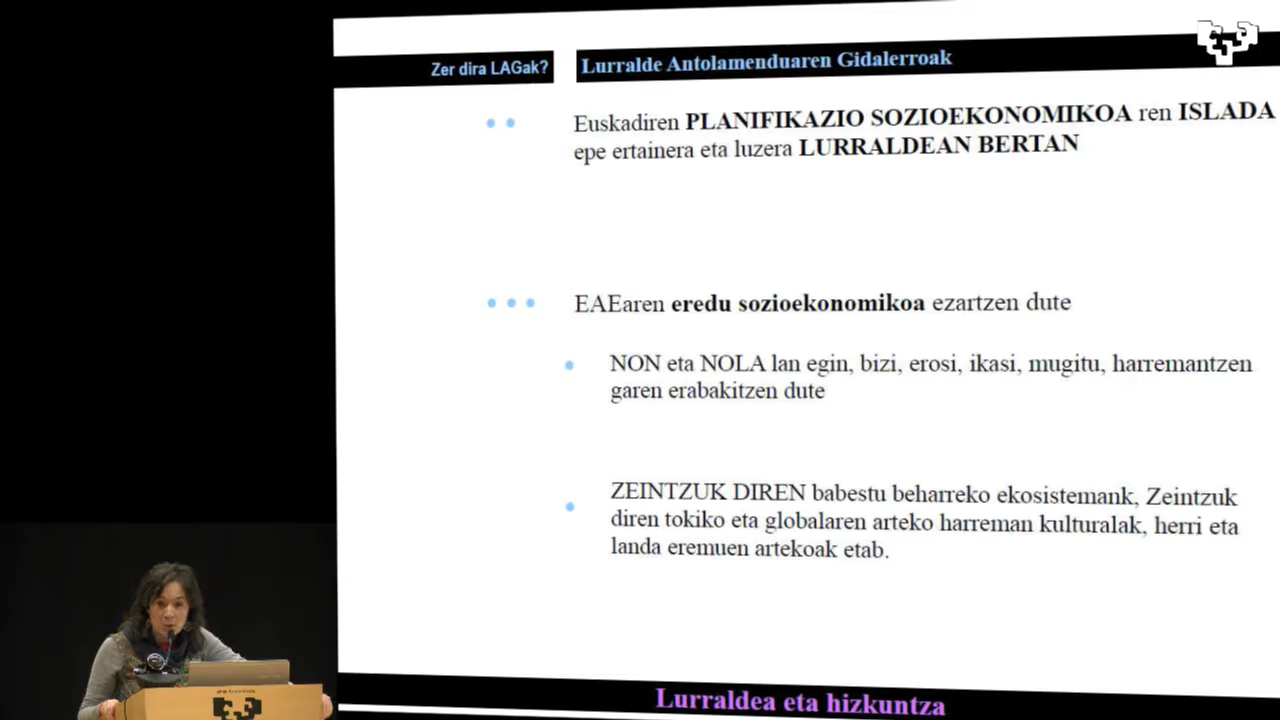 Zer dira LAGak?
Lurralde Antolamenduaren Gidalerroak
Euskadiren PLANIFIKAZIO SOZIOEKONOMIKOA ren ISLADA
epe ertainera eta luzera LURRALDEAN BERTAN
EAEaren eredu sozioekonomikoa ezartzen dute
NON eta NOLA lan egin, bizi, erosi, ikasi, mugitu, harremantzen
garen erabakitzen dute
ZEINTZUK DIREN babestu beharreko ekosistemank, Zeintzuk
diren tokiko eta globalaren arteko harreman kulturalak, herri eta
landa eremuen artekoak etab.
Lurraldea eta hizkuntza